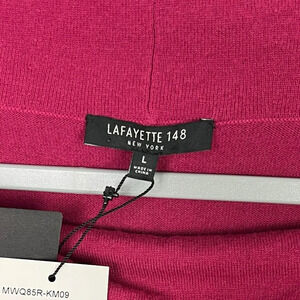 LAFAYETTE 148
NEW YORK
L
MADE IN
CHINA
MWQ85R-KM09